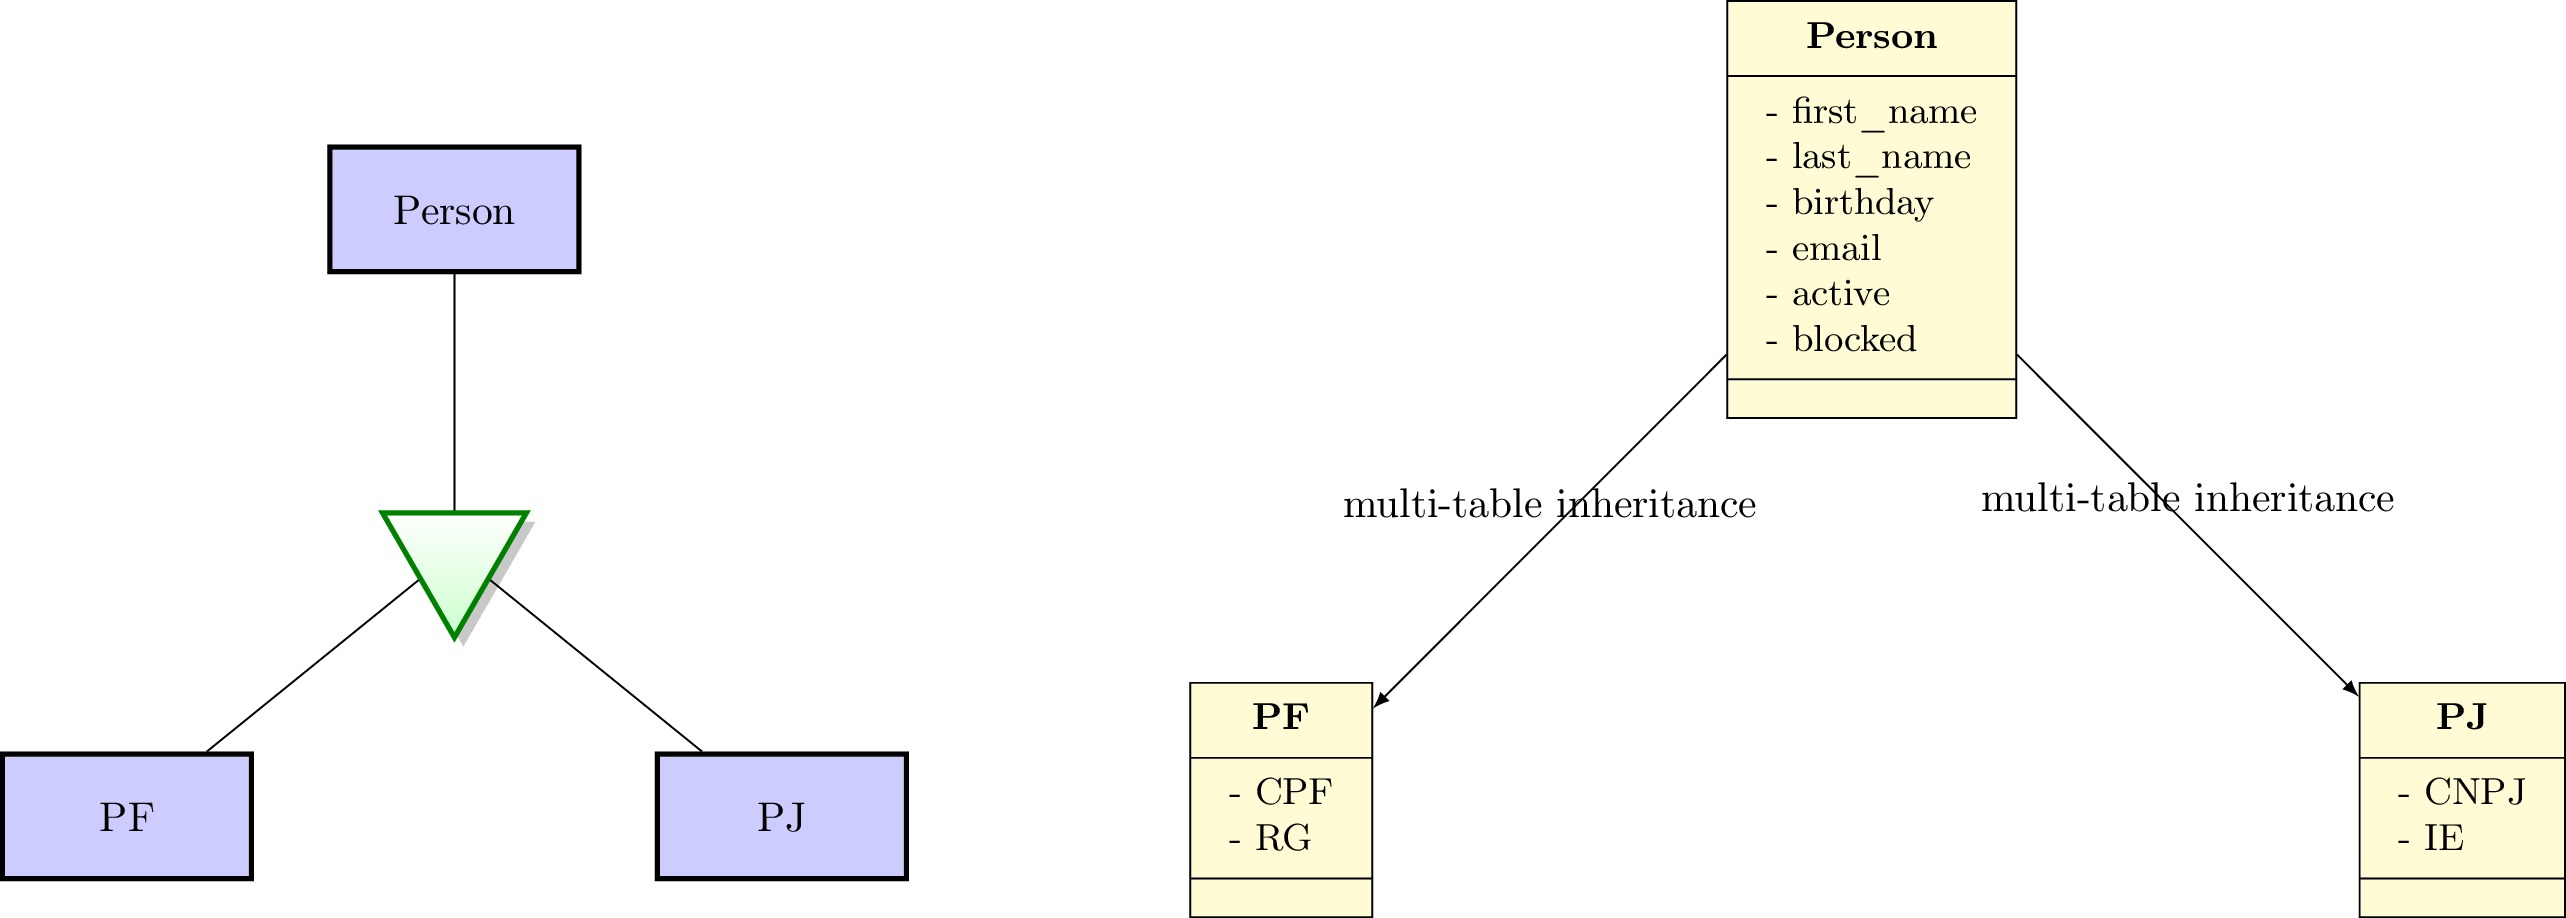 Person
PF
PJ
Person
- first_name
- last_name
- birthday
- email
- active
- blocked
multi-table inheritance
multi-table inheritance
PF
- CPF
- RG
PJ
- CNPJ
- IE